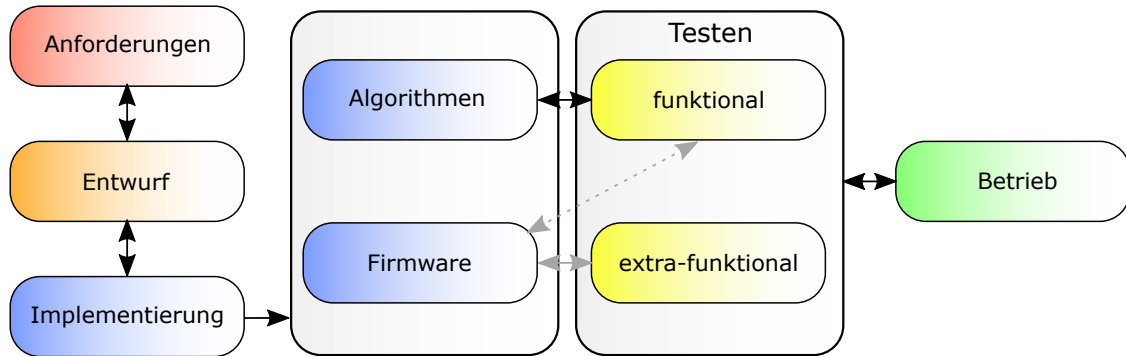 Anforderungen
Entwurf
Implementierung
Algorithmen
Firmware
Testen
funktional
extra-funktional
Betrieb